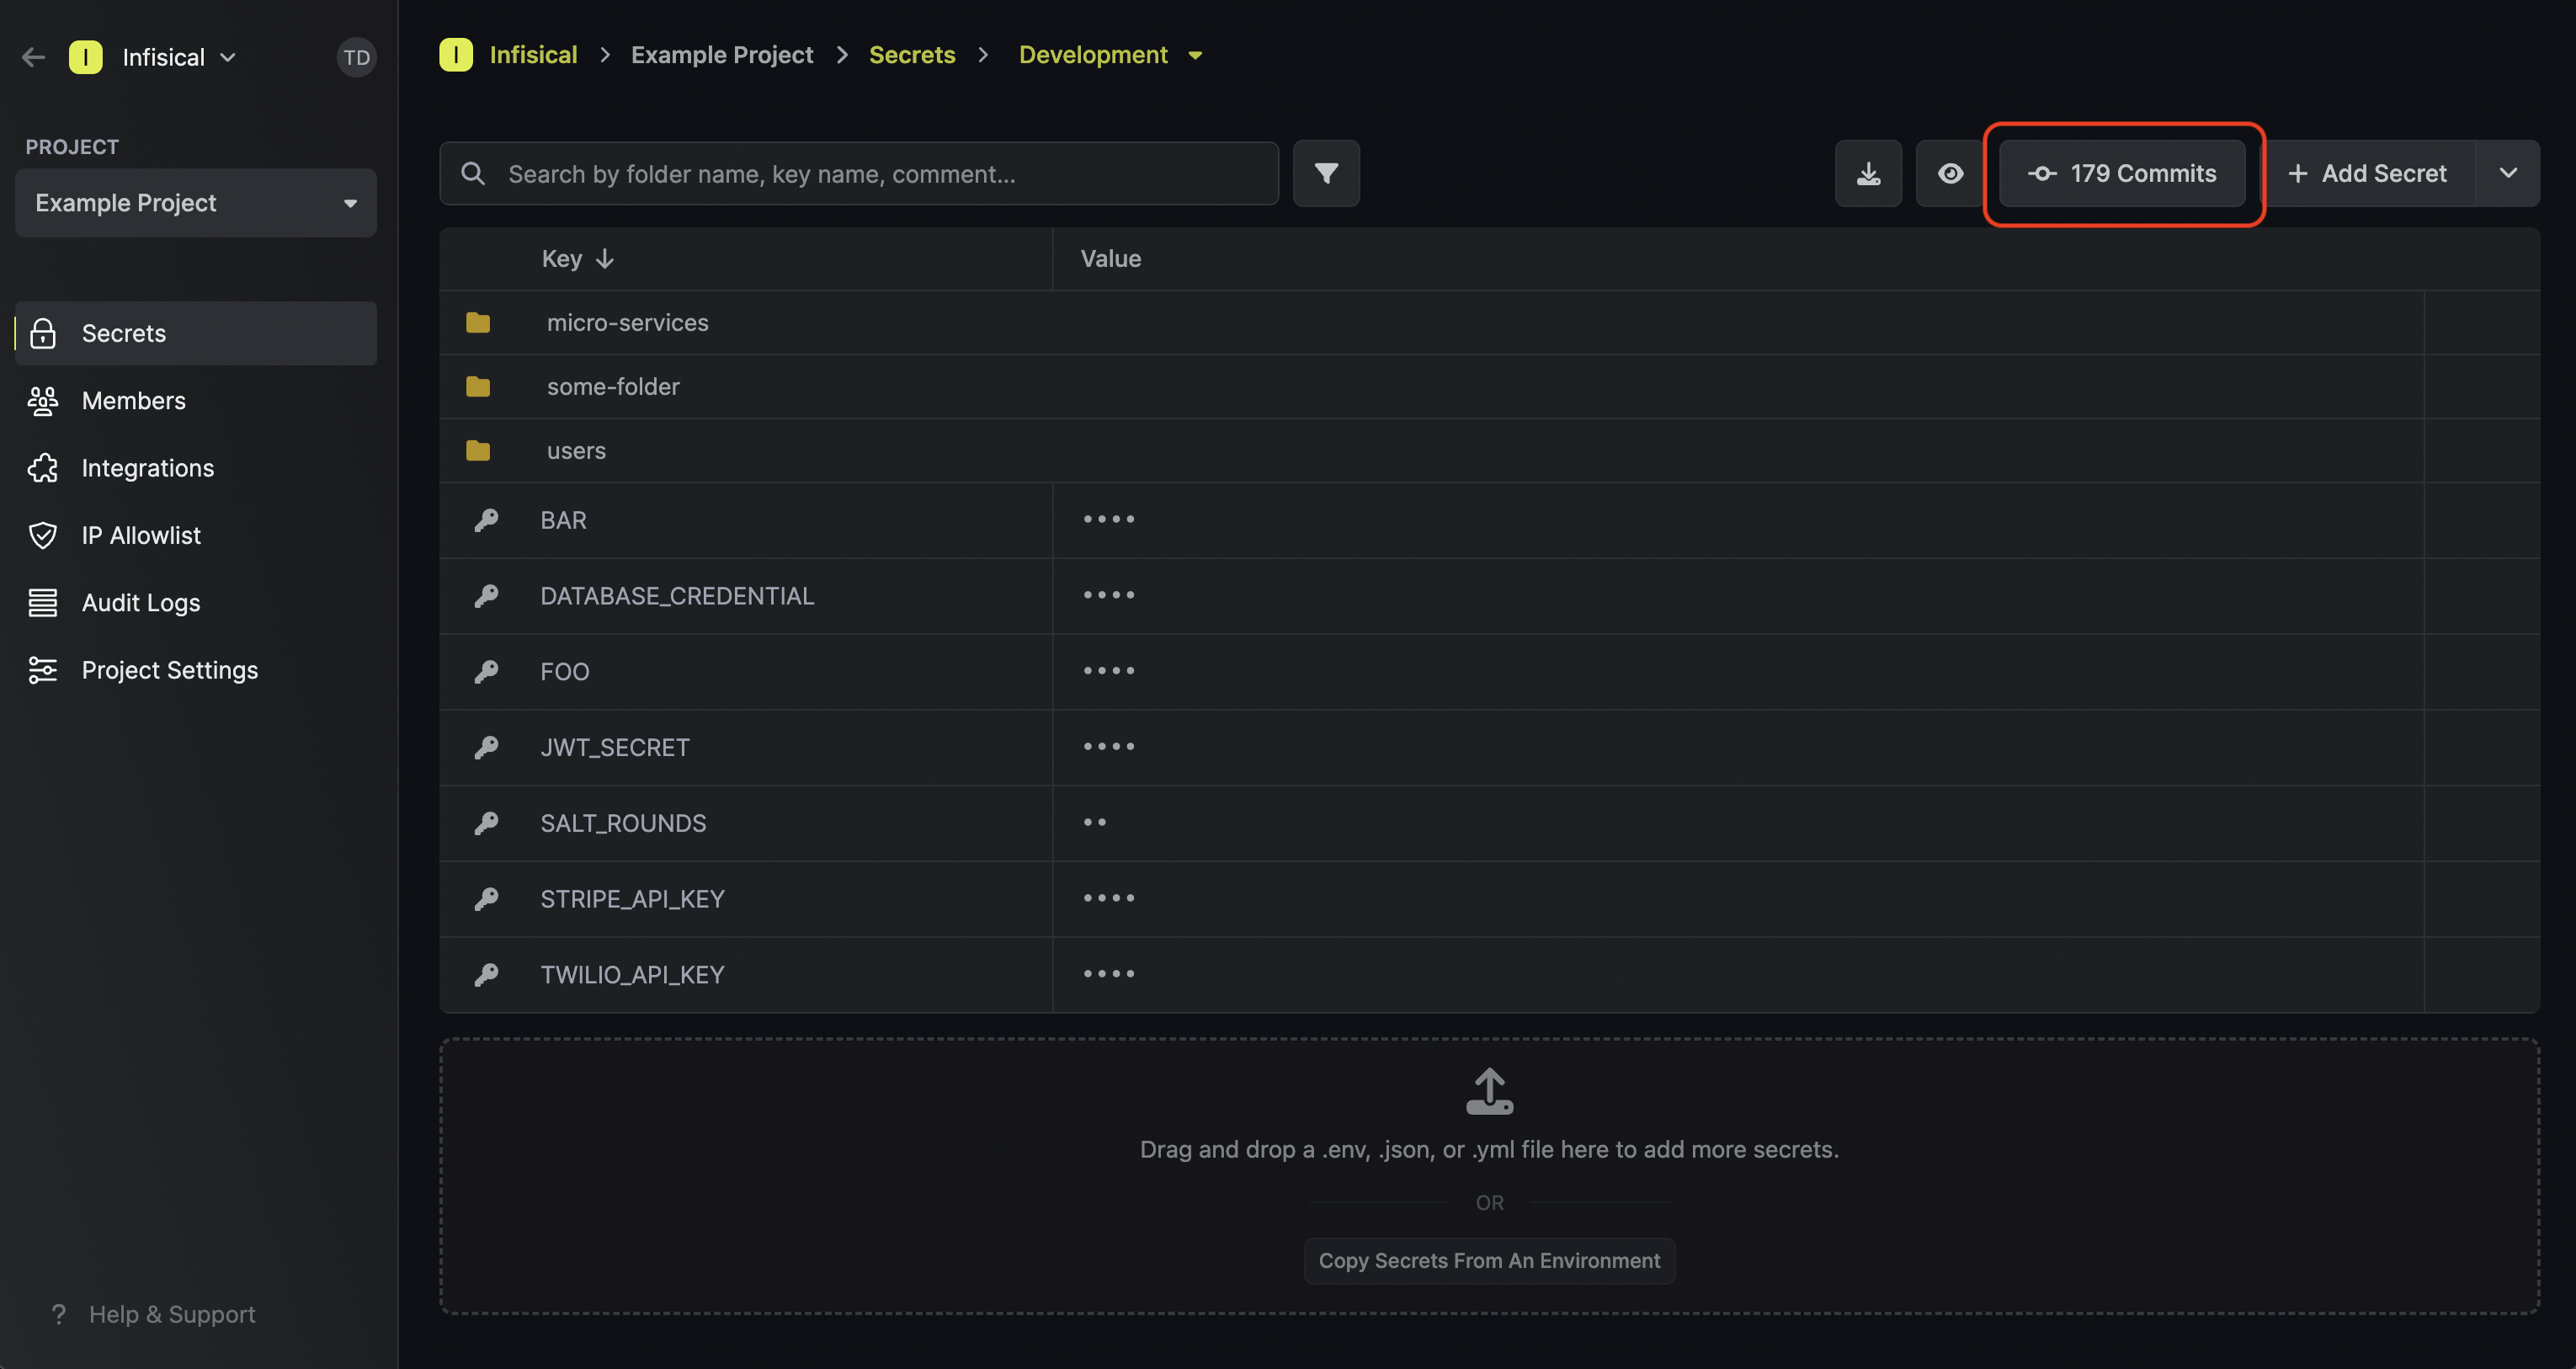 I Infisical TD
PROJECT
Example Project
Secrets
Members
Integrations
IP Allowlist
Audit Logs
Project Settings
? Help & Support
I Infisical > Example Project > Secrets > Development
Search by folder name, key name, comment...
179 Commits
+ Add Secret
Key ↓ Value
micro-services
some-folder
users
BAR ••••
DATABASE_CREDENTIAL ••••
FOO ••••
JWT_SECRET ••••
SALT_ROUNDS ••
STRIPE_API_KEY ••••
TWILIO_API_KEY ••••
Drag and drop a .env, .json, or .yml file here to add more secrets.
OR
Copy Secrets From An Environment